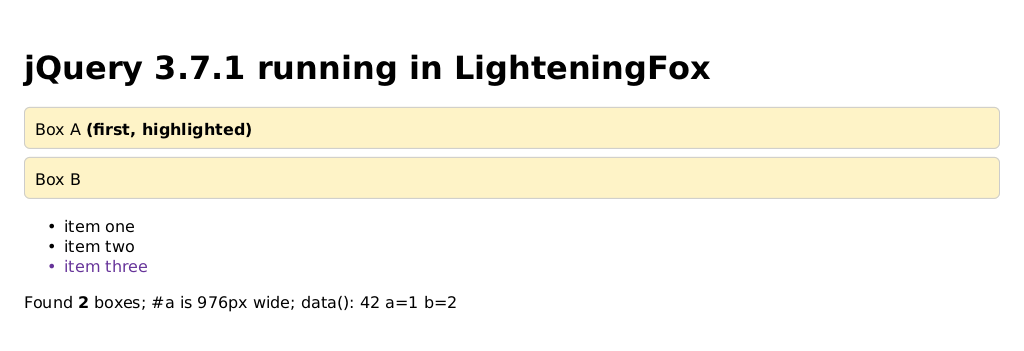 jQuery 3.7.1 running in LighteningFox
Box A (first, highlighted)
Box B
• item one
• item two
• item three
Found 2 boxes; #a is 976px wide; data(): 42 a=1 b=2